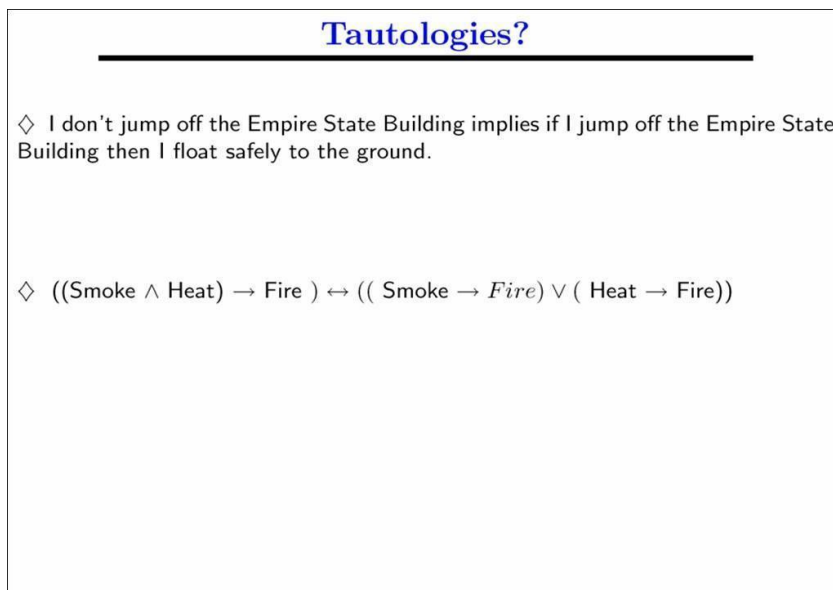 Tautologies?
◇ I don't jump off the Empire State Building implies if I jump off the Empire State
Building then I float safely to the ground.
◇ ((Smoke ∧ Heat) → Fire ) ↔ (( Smoke → Fire) ∨ ( Heat → Fire))